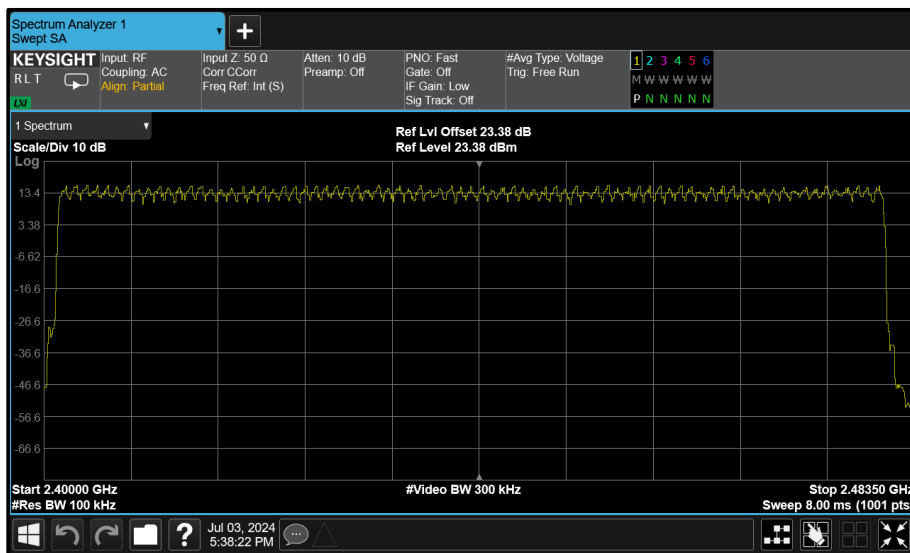 Spectrum Analyzer 1
Swept SA
KEYSIGHT
R L T
LXI
Input: RF
Coupling: AC
Align: Partial
Input Z: 50 Ω
Corr CCorr
Freq Ref: Int (S)
Atten: 10 dB
Preamp: Off
PNO: Fast
Gate: Off
IF Gain: Low
Sig Track: Off
#Avg Type: Voltage
Trig: Free Run
1 2 3 4 5 6
M W W W W W
P N N N N N
1 Spectrum
Scale/Div 10 dB
Ref Lvl Offset 23.38 dB
Ref Level 23.38 dBm
Log
13.4
3.38
-6.62
-16.6
-26.6
-36.6
-46.6
-56.6
-66.6
Start 2.40000 GHz
#Res BW 100 kHz
#Video BW 300 kHz
Stop 2.48350 GHz
Sweep 8.00 ms (1001 pts
?
Jul 03, 2024
5:38:22 PM